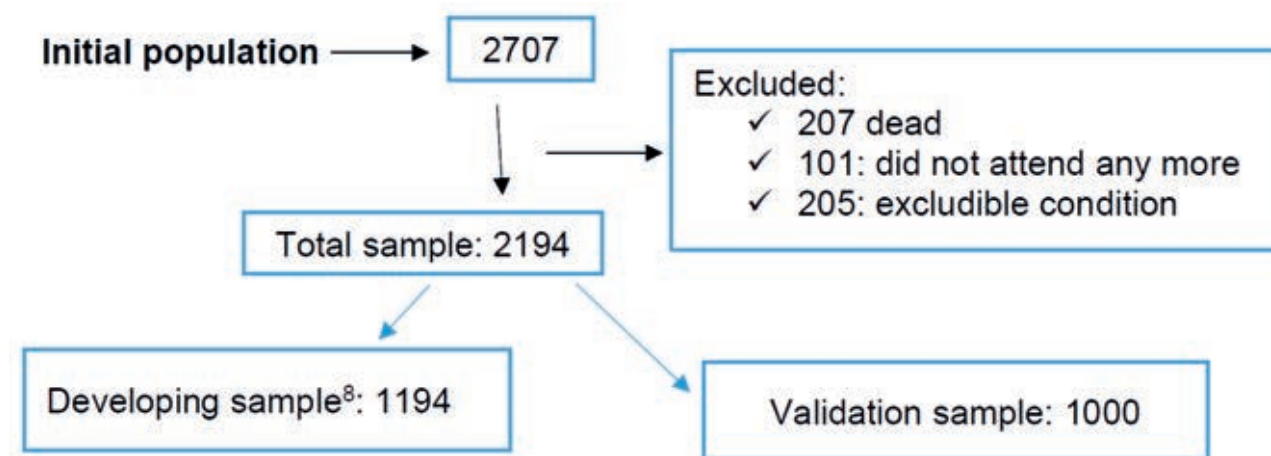 Initial population
2707
Excluded:
✓ 207 dead
✓ 101: did not attend any more
✓ 205: excludible condition
Total sample: 2194
Developing sample⁸: 1194
Validation sample: 1000